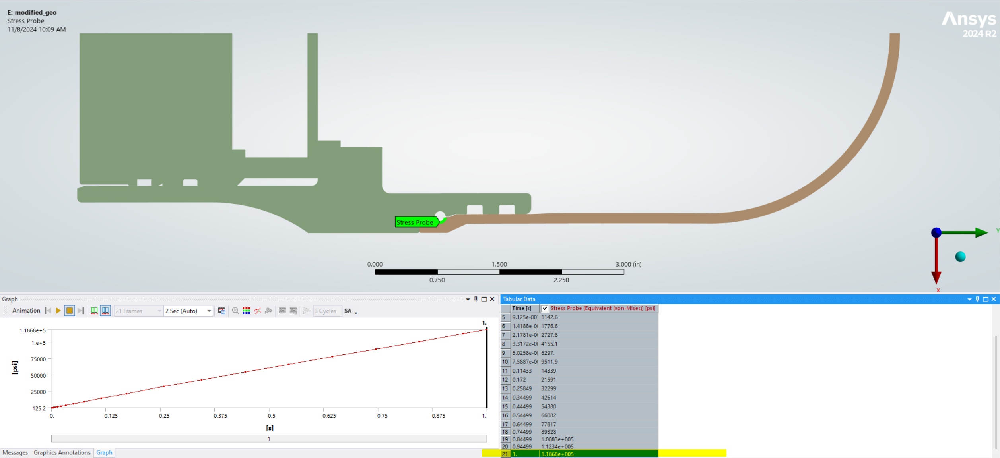 E: modified_geo
Stress Probe
11/8/2024 10:09 AM
Ansys
2024 R2
Stress Probe
Y
X
0.000 1.500 3.000 (in)
0.750 2.250
Graph
Animation 21 Frames 2 Sec (Auto) 3 Cycles SA
1.
1.1868e+5
1.e+5
75000
50000
25000
125.2
[psi]
0. 0.125 0.25 0.375 0.5 0.625 0.75 0.875 1.
[s]
1
Messages Graphics Annotations Graph
Tabular Data
Time [s] Stress Probe (Equivalent (von-Mises)) [psi]
5 9.125e-00 1142.6
6 1.4188e-0 1776.6
7 2.1781e-0 2727.8
8 3.3172e-0 4155.1
9 5.0258e-0 6297.
10 7.5887e-0 9511.9
11 0.11433 14339
12 0.172 21591
13 0.25849 32299
14 0.34499 42614
15 0.44499 54380
16 0.54499 66082
17 0.64499 77817
18 0.74499 89328
19 0.84499 1.0083e+005
20 0.94499 1.1234e+005
21 1. 1.1868e+005